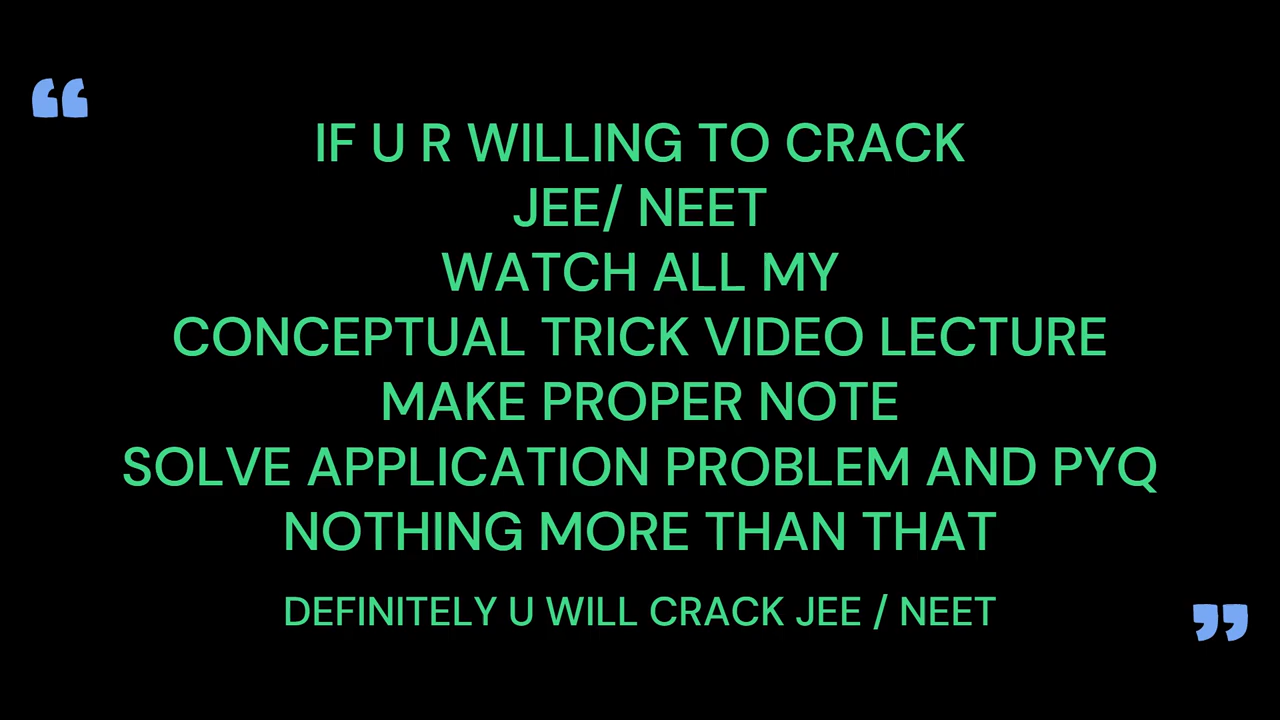 “
IF U R WILLING TO CRACK
JEE/ NEET
WATCH ALL MY
CONCEPTUAL TRICK VIDEO LECTURE
MAKE PROPER NOTE
SOLVE APPLICATION PROBLEM AND PYQ
NOTHING MORE THAN THAT
DEFINITELY U WILL CRACK JEE / NEET
”